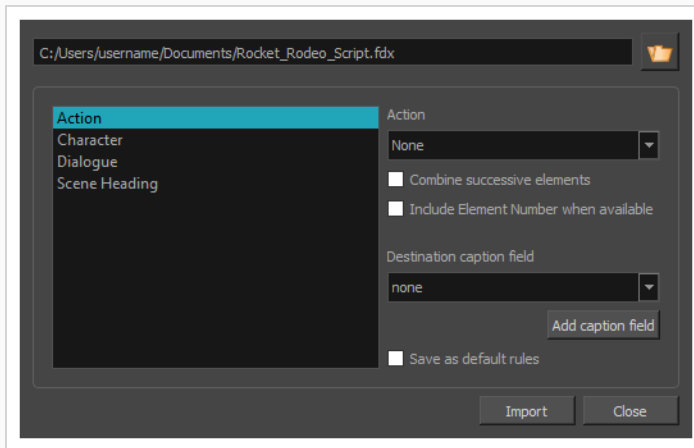 C:/Users/username/Documents/Rocket_Rodeo_Script.fdx
Action
Character
Dialogue
Scene Heading
Action
None
Combine successive elements
Include Element Number when available
Destination caption field
none
Add caption field
Save as default rules
Import
Close